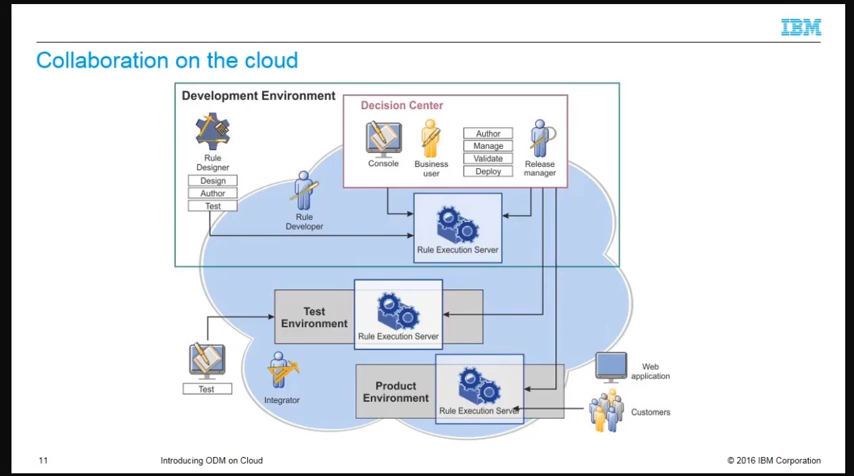 IBM
Collaboration on the cloud
Development Environment
Decision Center
Rule
Designer
Design
Author
Test
Rule
Developer
Console
Business
user
Author
Manage
Validate
Deploy
Release
manager
Rule Execution Server
Test
Environment
Rule Execution Server
Test
Integrator
Product
Environment
Rule Execution Server
Web
application
Customers
11
Introducing ODM on Cloud
© 2016 IBM Corporation